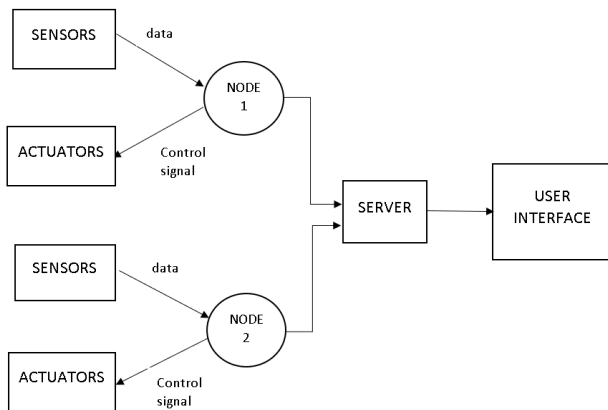 SENSORS
data
NODE
1
ACTUATORS
Control
signal
SERVER
USER
INTERFACE
SENSORS
data
NODE
2
ACTUATORS
Control
signal